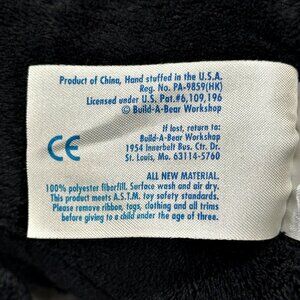 Product of China, Hand stuffed in the U.S.A.
Reg. No. PA-9859(HK)
Licensed under U.S. Pat.#6,109,196
© Build-A-Bear Workshop
If lost, return to:
Build-A-Bear Workshop
1954 Innerbelt Bus. Ctr. Dr.
St. Louis, Mo. 63114-5760
CE
ALL NEW MATERIAL.
100% polyester fiberfill. Surface wash and air dry.
This product meets A.S.T.M. toy safety standards.
Please remove ribbon, tags, clothing and all trims
before giving to a child under the age of three.